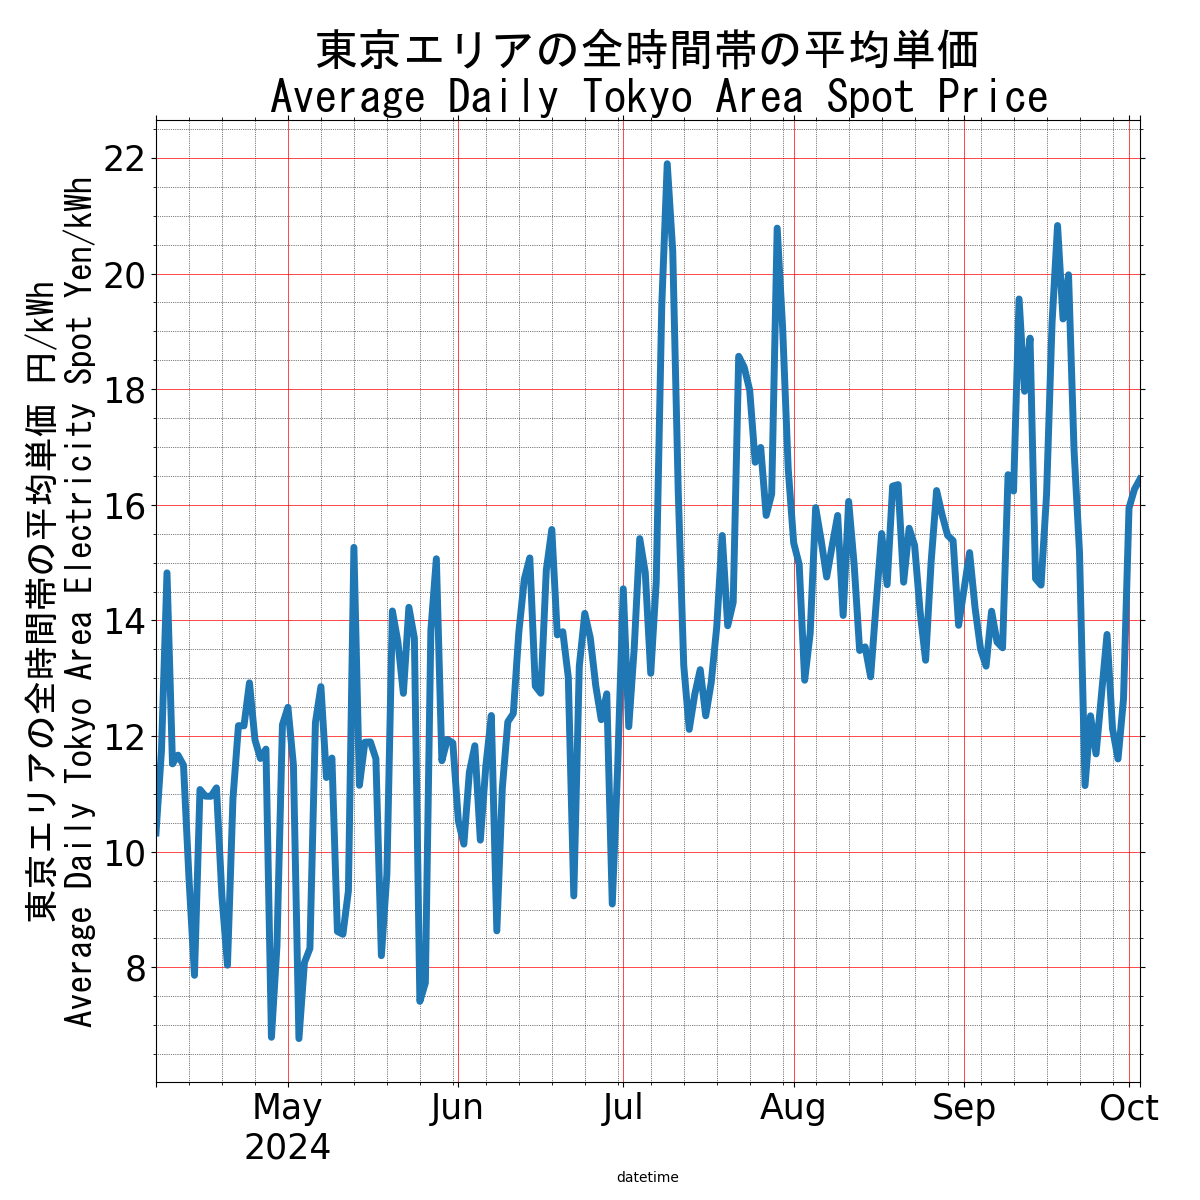 東京エリアの全時間帯の平均単価
Average Daily Tokyo Area Spot Price
東京エリアの全時間帯の平均単価 円/kWh
Average Daily Tokyo Area Electricity Spot Yen/kWh
22
20
18
16
14
12
10
8
May
2024
Jun
Jul
Aug
Sep
Oct
datetime